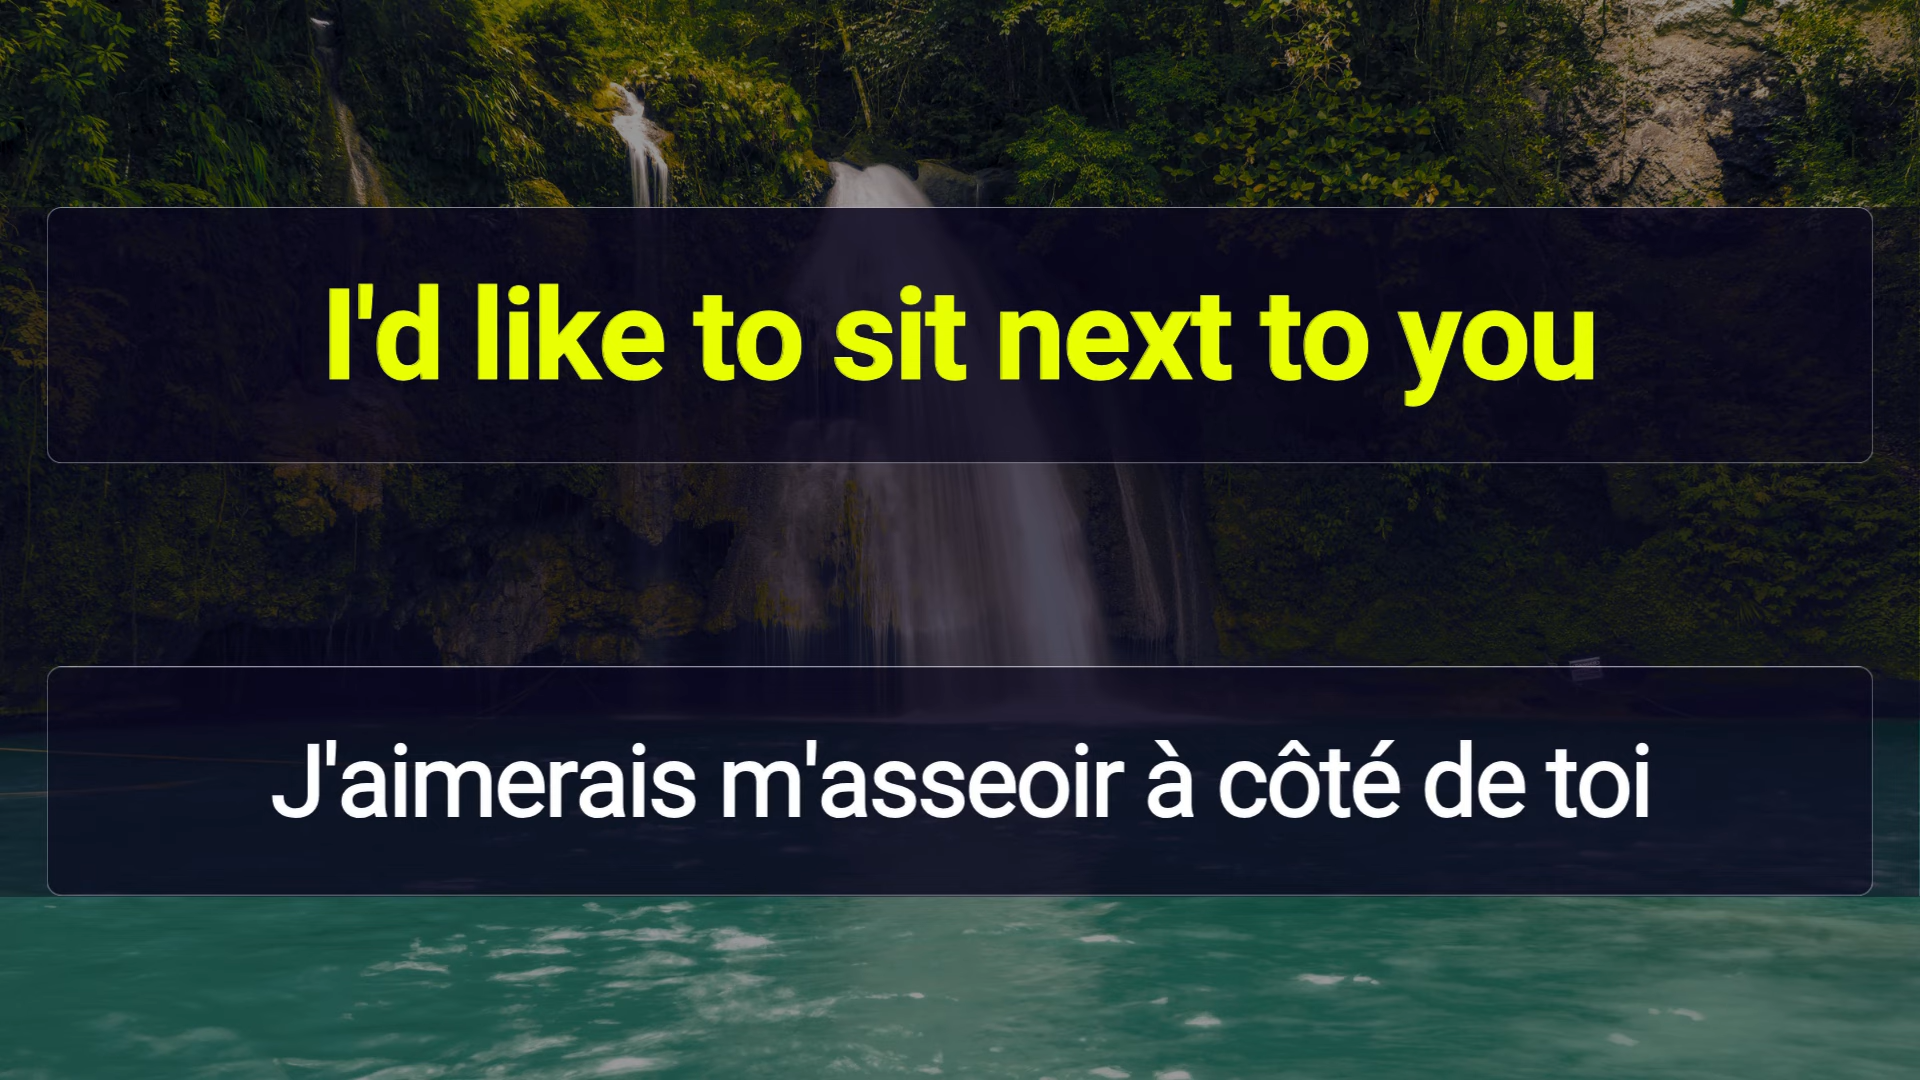 I'd like to sit next to you
J'aimerais m'asseoir à côté de toi